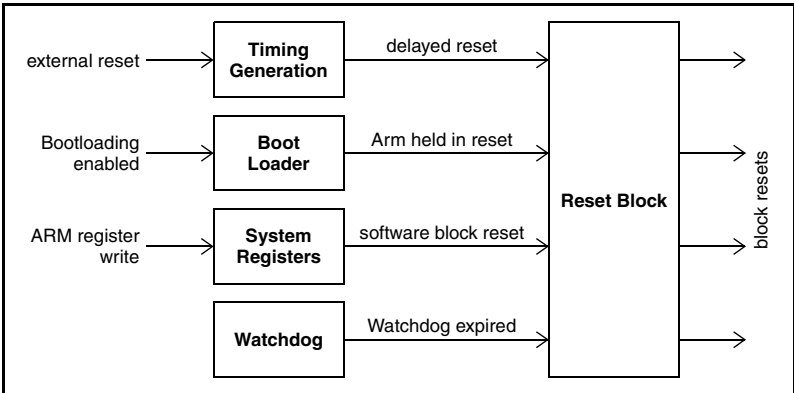 external reset
Timing
Generation
delayed reset
Bootloading
enabled
Boot
Loader
Arm held in reset
ARM register
write
System
Registers
software block reset
Watchdog
Watchdog expired
Reset Block
block resets